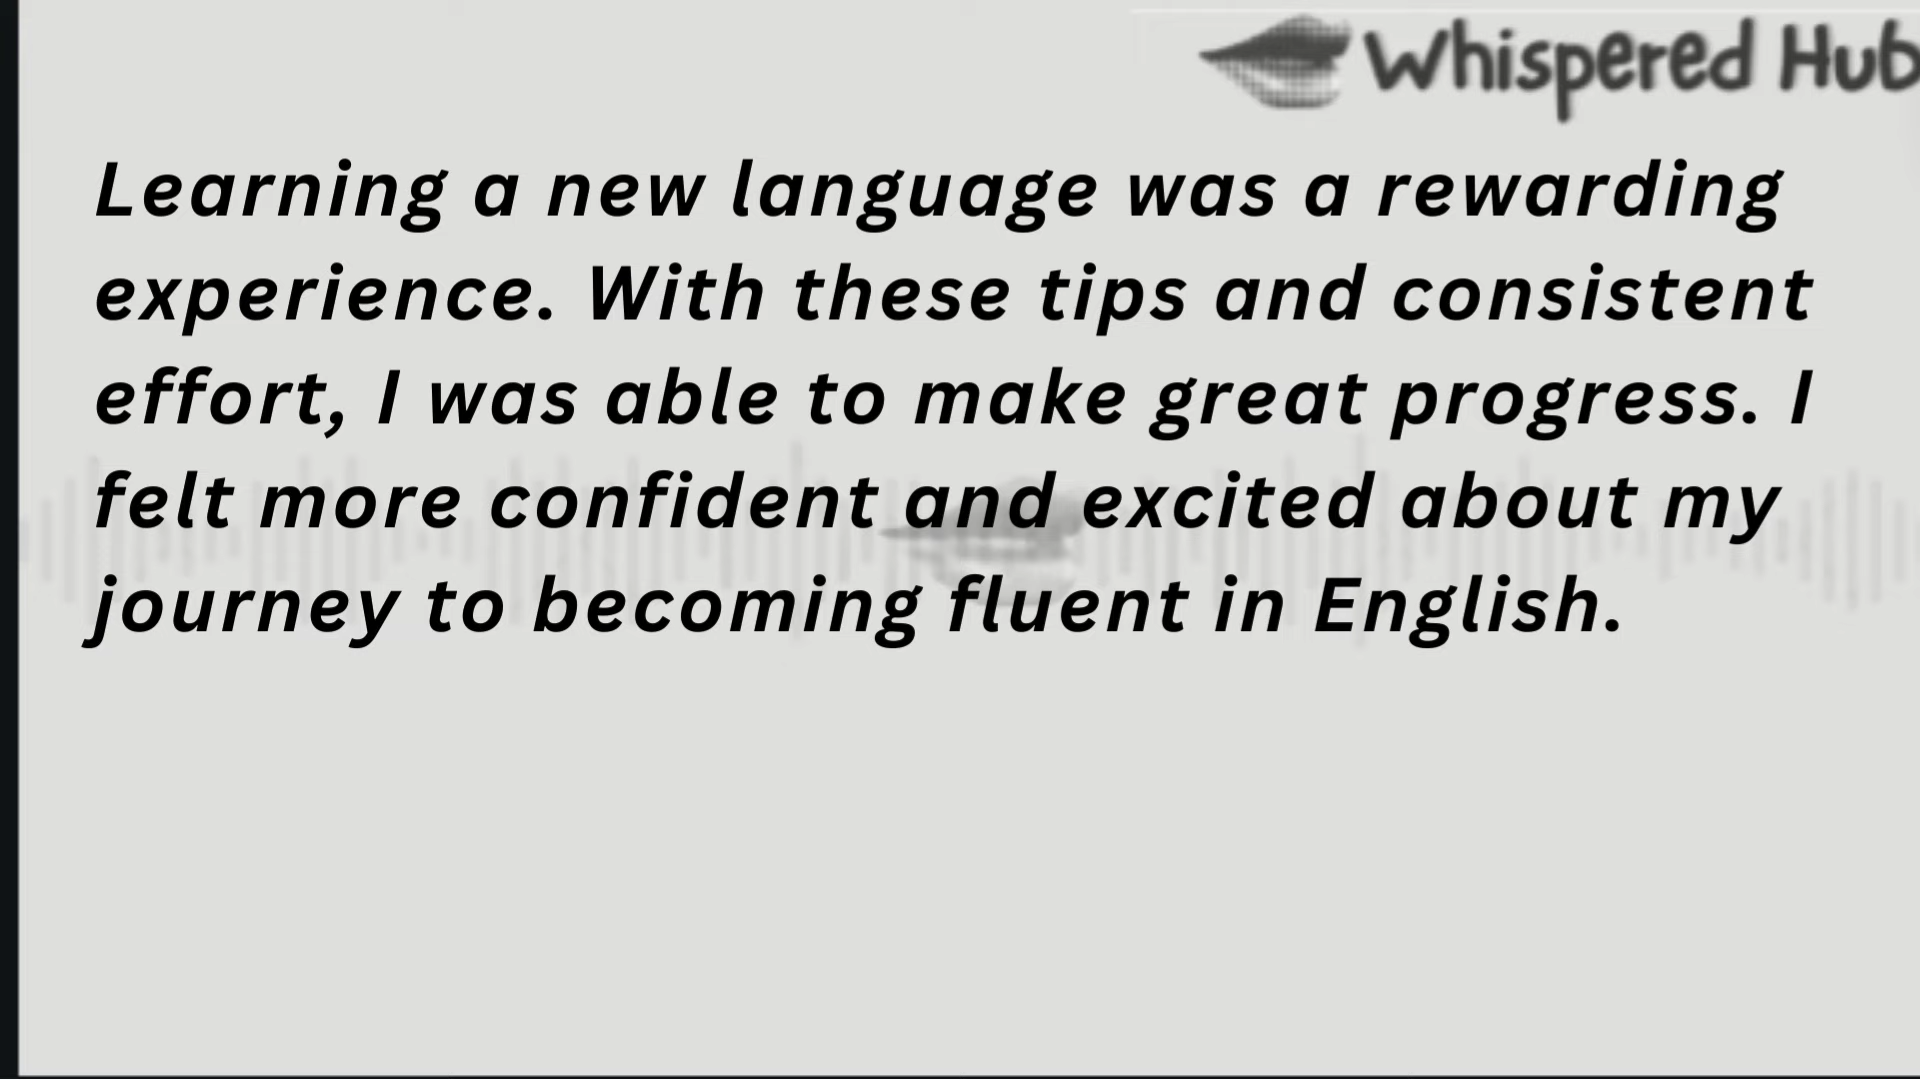 Whispered Hub
Learning a new language was a rewarding
experience. With these tips and consistent
effort, I was able to make great progress. I
felt more confident and excited about my
journey to becoming fluent in English.